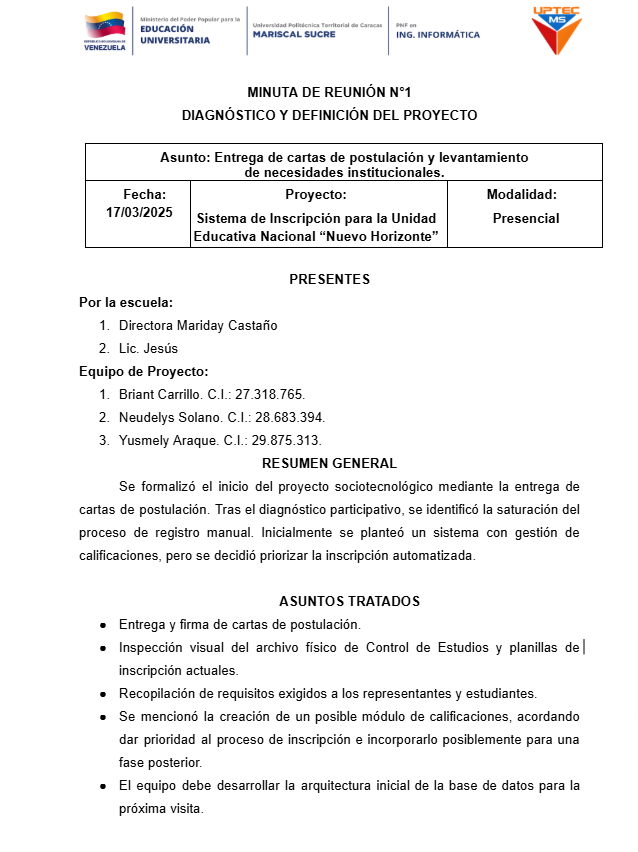 Ministerio del Poder Popular para la
EDUCACIÓN
UNIVERSITARIA
VENEZUELA
Universidad Politécnica Territorial de Caracas
MARISCAL SUCRE
PNF en
ING. INFORMÁTICA
UPTEC
MS
MINUTA DE REUNIÓN N°1
DIAGNÓSTICO Y DEFINICIÓN DEL PROYECTO
Asunto: Entrega de cartas de postulación y levantamiento
de necesidades institucionales.
Fecha:
17/03/2025
Proyecto:
Sistema de Inscripción para la Unidad
Educativa Nacional “Nuevo Horizonte”
Modalidad:
Presencial
PRESENTES
Por la escuela:
1. Directora Mariday Castaño
2. Lic. Jesús
Equipo de Proyecto:
1. Briant Carrillo. C.I.: 27.318.765.
2. Neudelys Solano. C.I.: 28.683.394.
3. Yusmely Araque. C.I.: 29.875.313.
RESUMEN GENERAL
Se formalizó el inicio del proyecto sociotecnológico mediante la entrega de
cartas de postulación. Tras el diagnóstico participativo, se identificó la saturación del
proceso de registro manual. Inicialmente se planteó un sistema con gestión de
calificaciones, pero se decidió priorizar la inscripción automatizada.
ASUNTOS TRATADOS
● Entrega y firma de cartas de postulación.
● Inspección visual del archivo físico de Control de Estudios y planillas de
inscripción actuales.
● Recopilación de requisitos exigidos a los representantes y estudiantes.
● Se mencionó la creación de un posible módulo de calificaciones, acordando
dar prioridad al proceso de inscripción e incorporarlo posiblemente para una
fase posterior.
● El equipo debe desarrollar la arquitectura inicial de la base de datos para la
próxima visita.